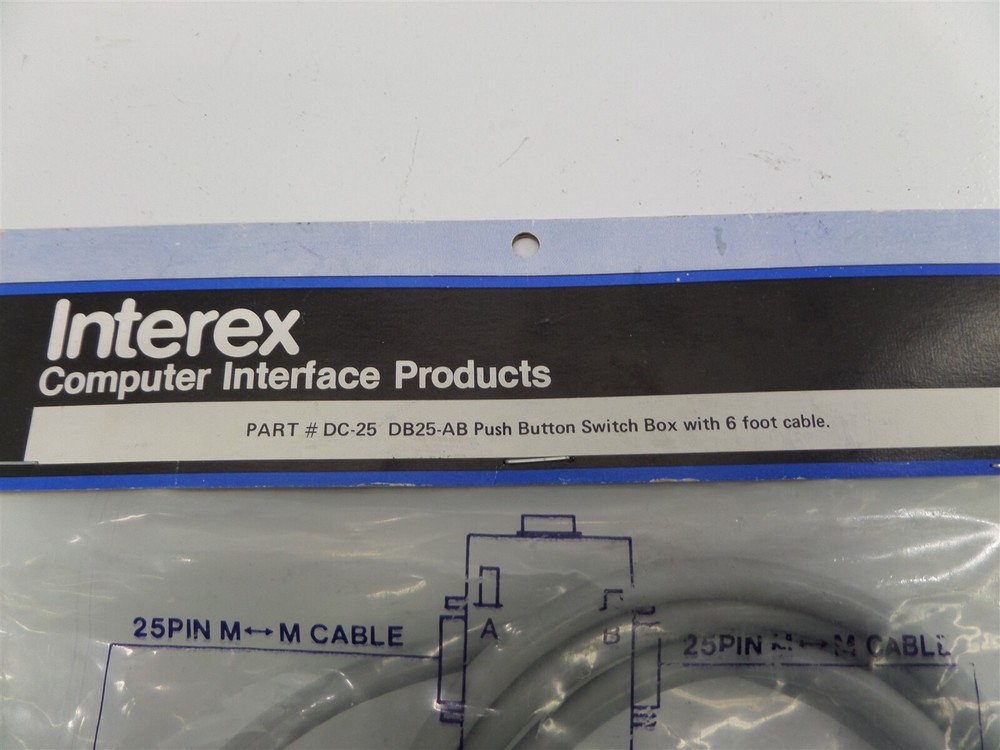 Interex
Computer Interface Products
PART # DC-25 DB25-AB Push Button Switch Box with 6 foot cable.
A
B
25PIN M↔M CABLE
25PIN M↔M CABLE